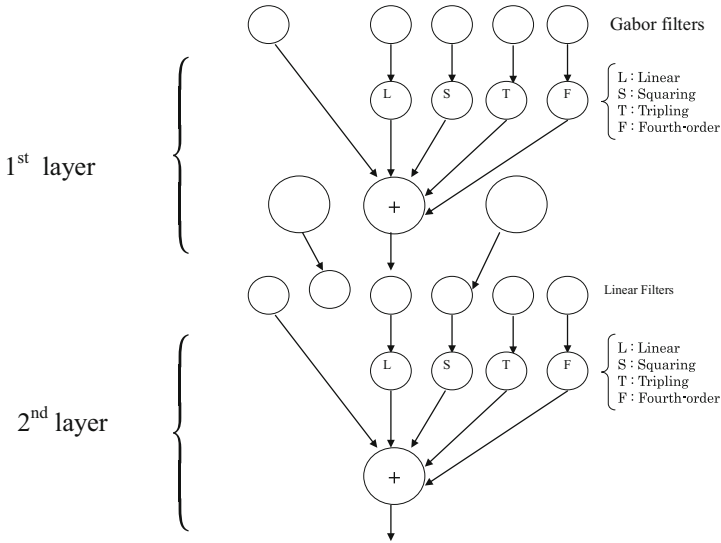 Gabor filters
L S T F
L : Linear
S : Squaring
T : Tripling
F : Fourth-order
1st layer
+
Linear Filters
L S T F
L : Linear
S : Squaring
T : Tripling
F : Fourth-order
2nd layer
+